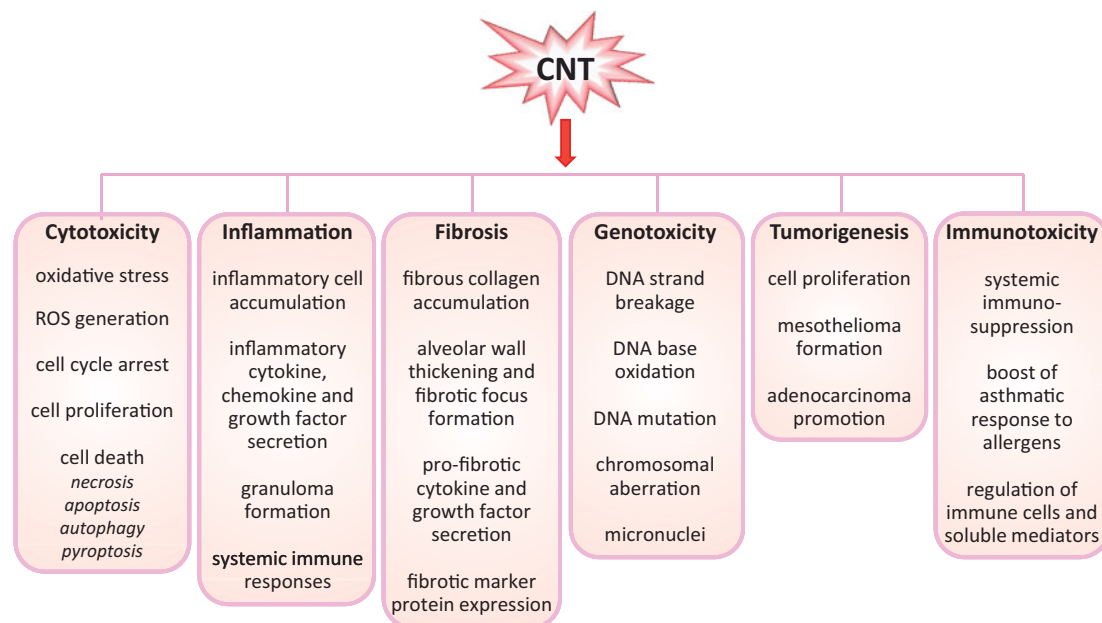 CNT
Cytotoxicity
oxidative stress
ROS generation
cell cycle arrest
cell proliferation
cell death
necrosis
apoptosis
autophagy
pyroptosis
Inflammation
inflammatory cell
accumulation
inflammatory
cytokine,
chemokine and
growth factor
secretion
granuloma
formation
systemic immune
responses
Fibrosis
fibrous collagen
accumulation
alveolar wall
thickening and
fibrotic focus
formation
pro-fibrotic
cytokine and
growth factor
secretion
fibrotic marker
protein expression
Genotoxicity
DNA strand
breakage
DNA base
oxidation
DNA mutation
chromosomal
aberration
micronuclei
Tumorigenesis
cell proliferation
mesothelioma
formation
adenocarcinoma
promotion
Immunotoxicity
systemic
immuno-
suppression
boost of
asthmatic
response to
allergens
regulation of
immune cells and
soluble mediators